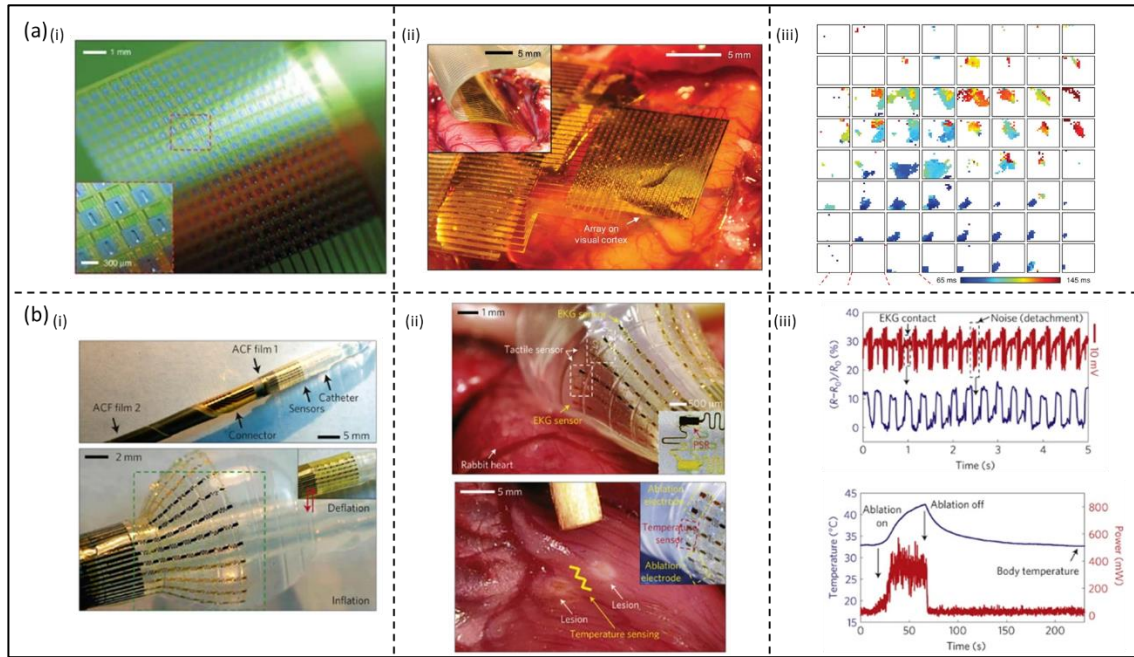 (a) (i)
1 mm
300 µm
(ii)
5 mm
5 mm
Array on
visual cortex
(iii)
65 ms
145 ms
(b) (i)
ACF film 1
ACF film 2
Catheter
Sensors
Connector
5 mm
2 mm
Deflation
Inflation
(ii)
1 mm
EKG sensor
Tactile sensor
500 µm
EKG sensor
Rabbit heart
5 mm
Ablation
electrode
Temperature
sensor
Ablation
electrode
Lesion
Lesion
Temperature sensing
(iii)
EKG contact
Noise (detachment)
(R−R₀)/R₀ (%)
40
30
20
10
0
10 mV
0 1 2 3 4 5
Time (s)
Temperature (°C)
45
40
35
30
25
20
15
Ablation
on
Ablation off
Body temperature
800
600
400
200
0
Power
(mW)
0 50 100 150 200
Time (s)